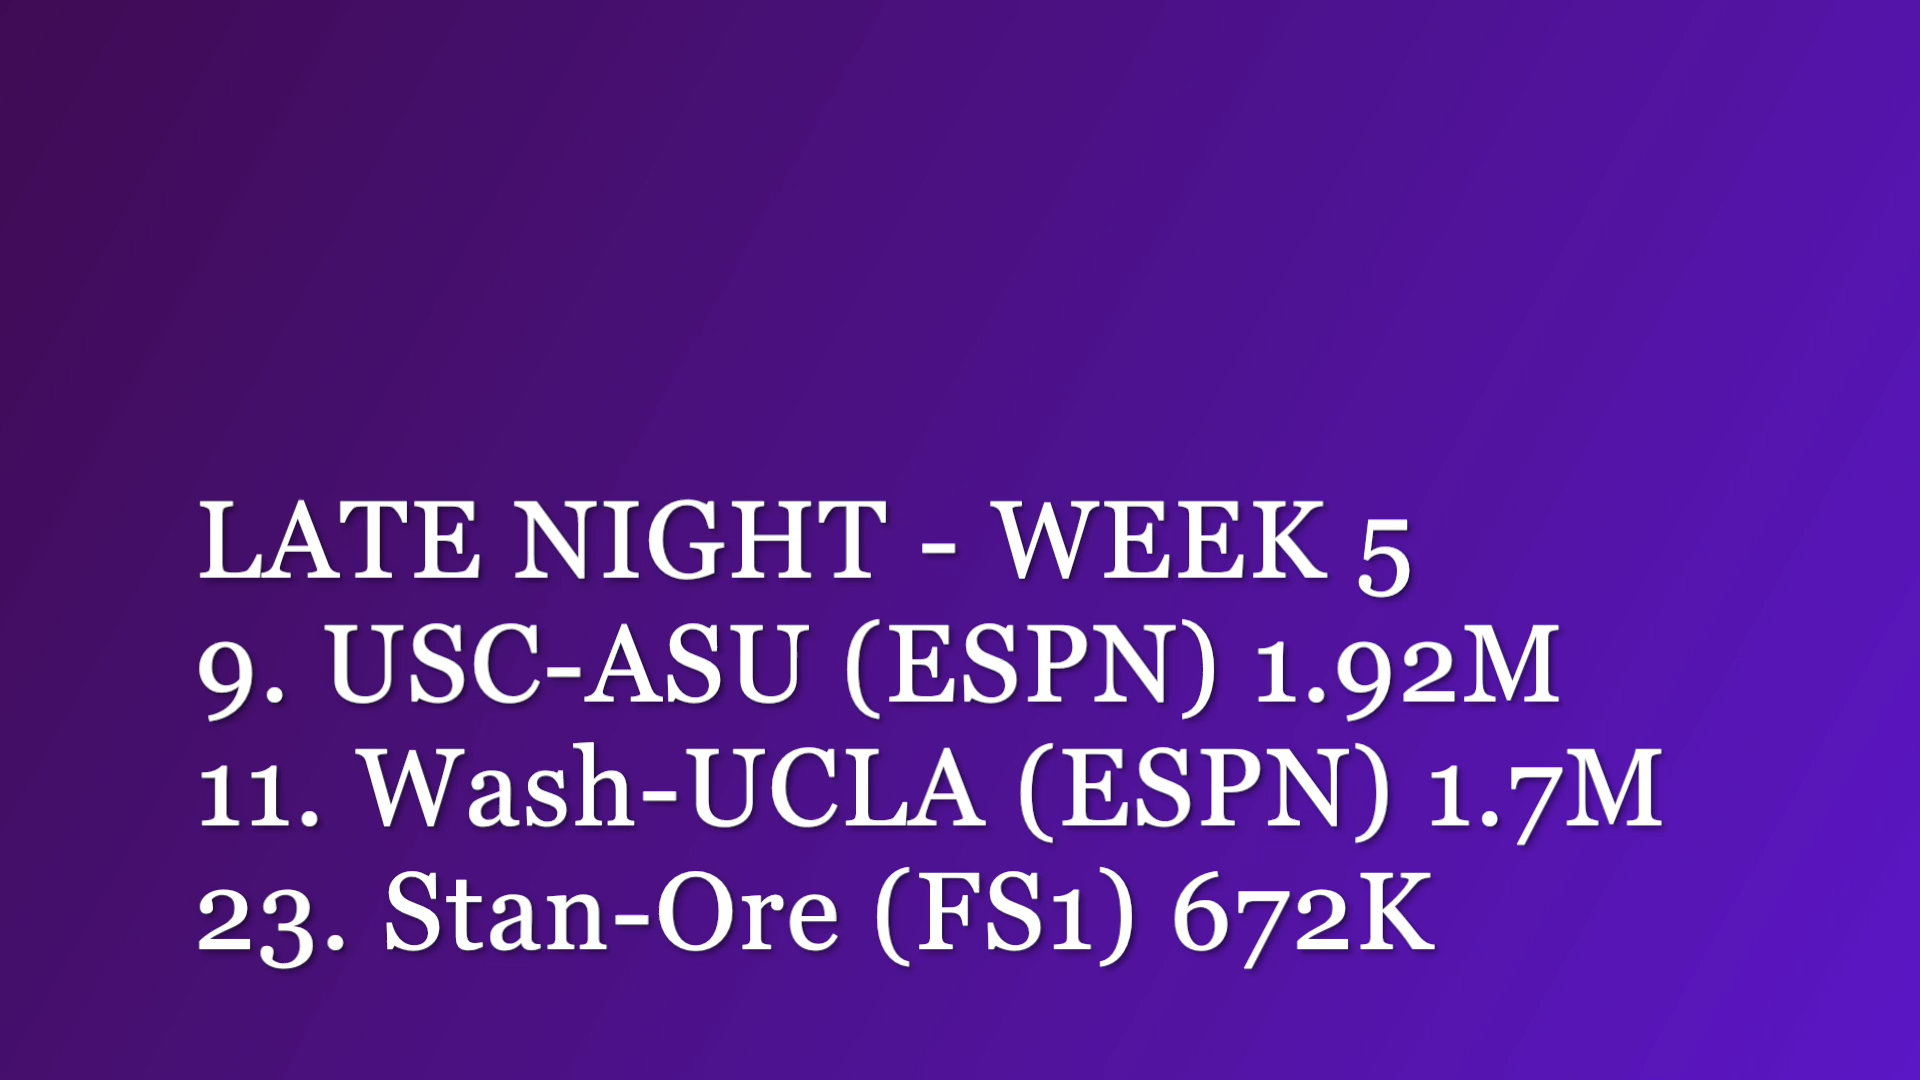 LATE NIGHT - WEEK 5
9. USC-ASU (ESPN) 1.92M
11. Wash-UCLA (ESPN) 1.7M
23. Stan-Ore (FS1) 672K